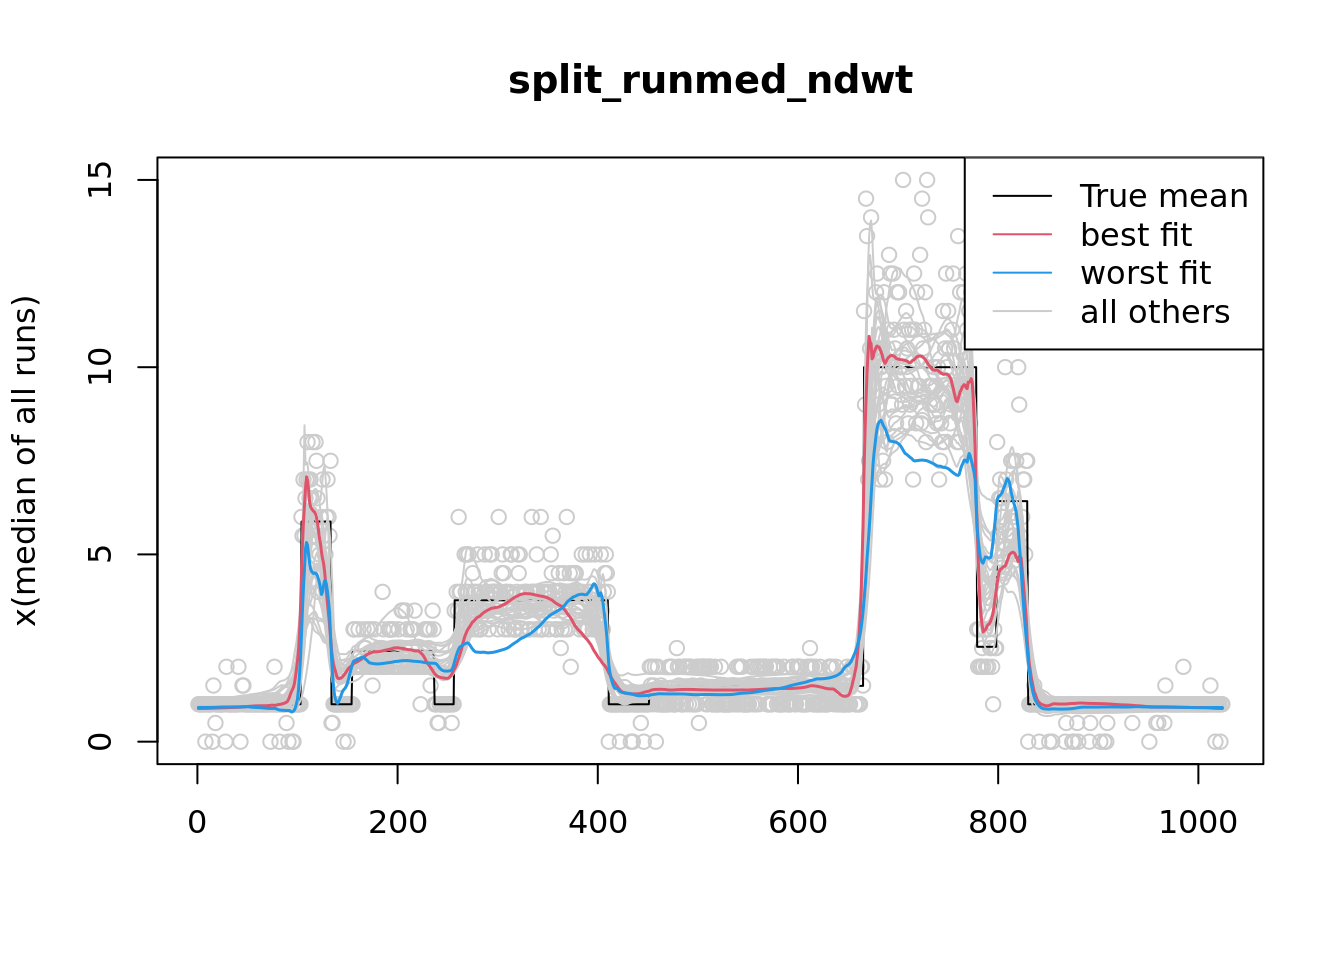 split_runmed_ndwt
x(median of all runs)
15
10
5
0
True mean
best fit
worst fit
all others
0 200 400 600 800 1000